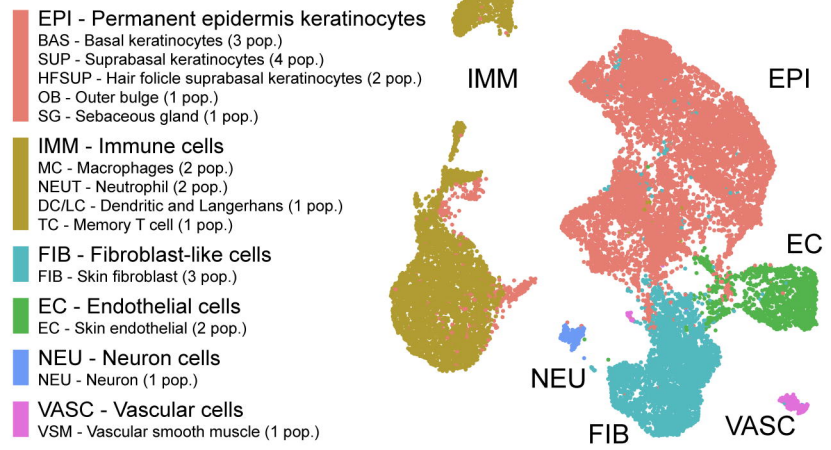 EPI - Permanent epidermis keratinocytes
BAS - Basal keratinocytes (3 pop.)
SUP - Suprabasal keratinocytes (4 pop.)
HFSUP - Hair folicle suprabasal keratinocytes (2 pop.)
OB - Outer bulge (1 pop.)
SG - Sebaceous gland (1 pop.)
IMM - Immune cells
MC - Macrophages (2 pop.)
NEUT - Neutrophil (2 pop.)
DC/LC - Dendritic and Langerhans (1 pop.)
TC - Memory T cell (1 pop.)
FIB - Fibroblast-like cells
FIB - Skin fibroblast (3 pop.)
EC - Endothelial cells
EC - Skin endothelial (2 pop.)
NEU - Neuron cells
NEU - Neuron (1 pop.)
VASC - Vascular cells
VSM - Vascular smooth muscle (1 pop.)
IMM
EPI
EC
NEU
FIB
VASC